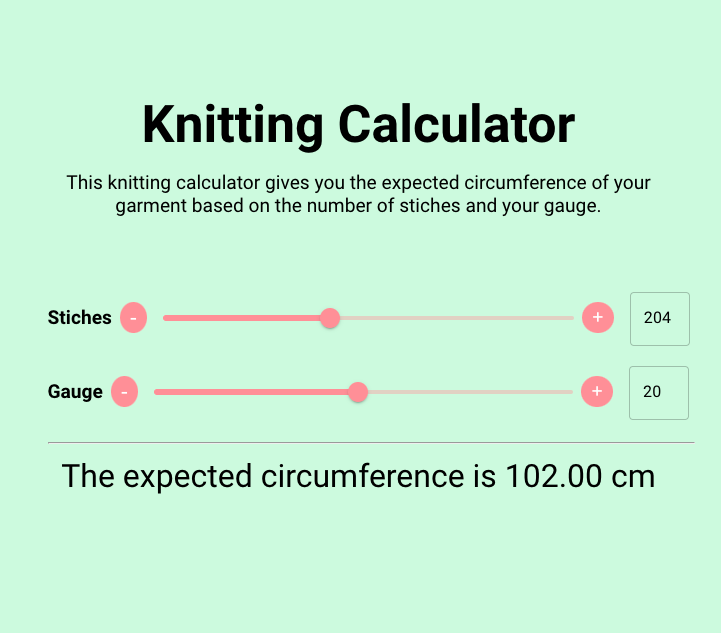 Knitting Calculator
This knitting calculator gives you the expected circumference of your
garment based on the number of stiches and your gauge.
Stiches - + 204
Gauge - + 20
The expected circumference is 102.00 cm